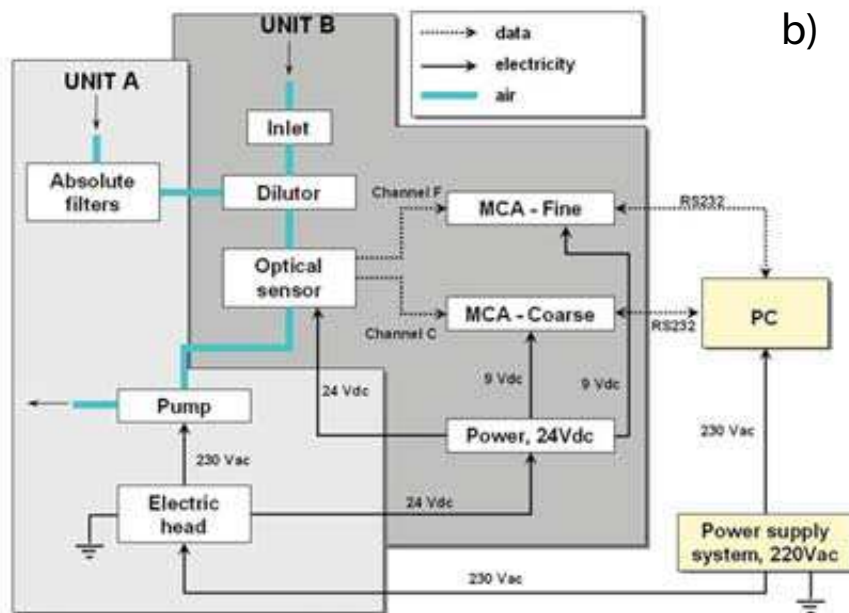 b)
UNIT B
data
electricity
air
UNIT A
Inlet
Absolute
filters
Dilutor
Channel F
MCA - Fine
RS232
Optical
sensor
MCA - Coarse
Channel C
RS232
PC
24 Vdc
9 Vdc
9 Vdc
Pump
Power, 24Vdc
230 Vac
230 Vac
Electric
head
24 Vdc
Power supply
system, 220Vac
230 Vac